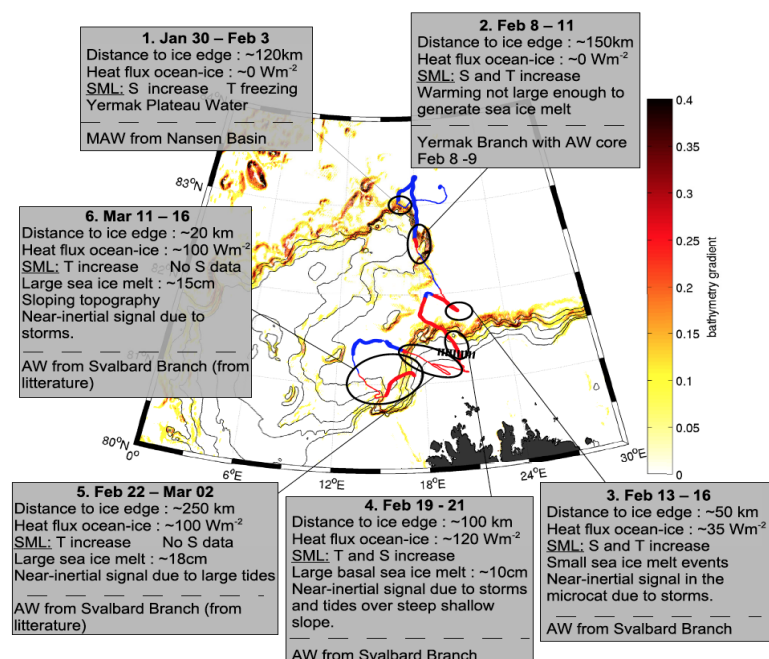 1. Jan 30 – Feb 3
Distance to ice edge : ~120km
Heat flux ocean-ice : ~0 Wm-2
SML: S increase T freezing
Yermak Plateau Water
MAW from Nansen Basin
2. Feb 8 – 11
Distance to ice edge : ~150km
Heat flux ocean-ice : ~0 Wm-2
SML: S and T increase
Warming not large enough to
generate sea ice melt
Yermak Branch with AW core
Feb 8 -9
6. Mar 11 – 16
Distance to ice edge : ~20 km
Heat flux ocean-ice : ~100 Wm-2
SML: T increase No S data
Large sea ice melt : ~15cm
Sloping topography
Near-inertial signal due to
storms.
AW from Svalbard Branch (from
litterature)
83oN
82oN
81oN
80oN
0o
6oE
12oE
18oE
24oE
30oE
0.4
0.35
0.3
0.25
0.2
0.15
0.1
0.05
0
bathymetry gradient
5. Feb 22 – Mar 02
Distance to ice edge : ~250 km
Heat flux ocean-ice : ~100 Wm-2
SML: T increase No S data
Large sea ice melt : ~18cm
Near-inertial signal due to large tides
AW from Svalbard Branch (from
litterature)
4. Feb 19 - 21
Distance to ice edge : ~100 km
Heat flux ocean-ice : ~120 Wm-2
SML: T and S increase
Large basal sea ice melt : ~10cm
Near-inertial signal due to storms
and tides over steep shallow
slope.
AW from Svalbard Branch
3. Feb 13 – 16
Distance to ice edge : ~50 km
Heat flux ocean-ice : ~35 Wm-2
SML: S and T increase
Small sea ice melt events
Near-inertial signal in the
microcat due to storms.
AW from Svalbard Branch